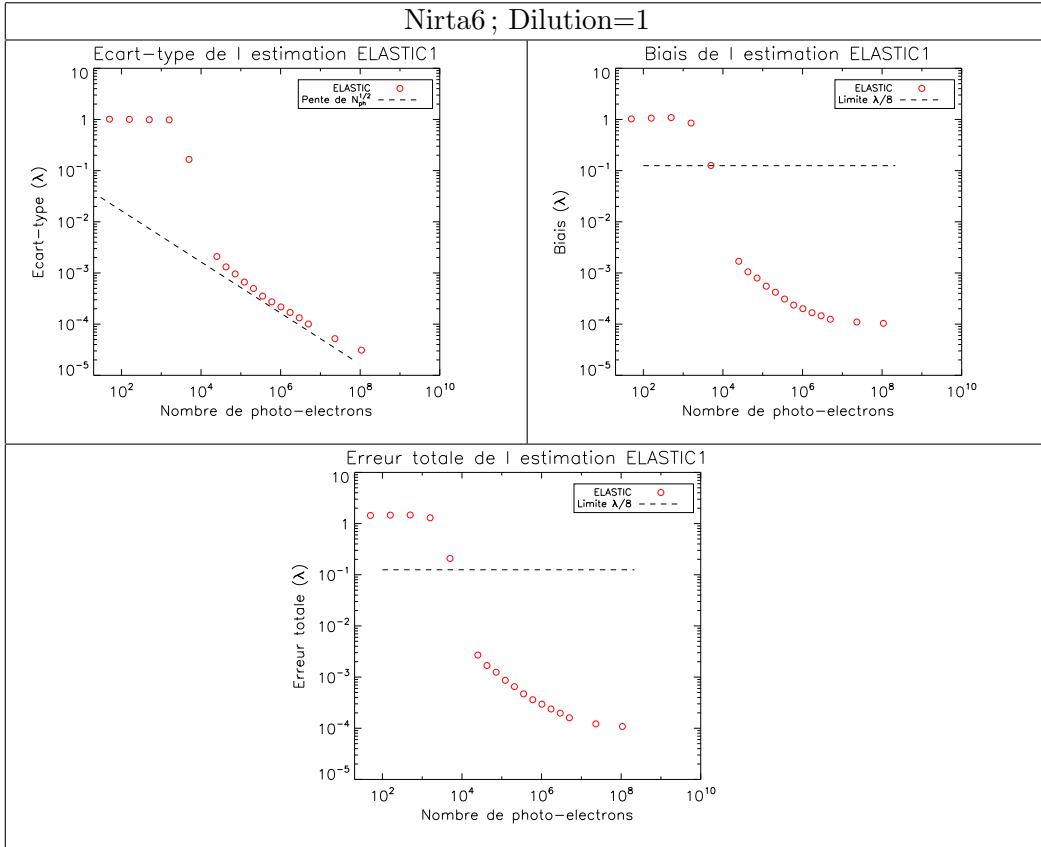 Nirta6 ; Dilution=1
Ecart-type de l estimation ELASTIC1
ELASTIC
Pente de N_ph^1/2
Ecart-type (λ)
10
1
10^-1
10^-2
10^-3
10^-4
10^-5
10^2 10^4 10^6 10^8 10^10
Nombre de photo-electrons
Biais de l estimation ELASTIC1
ELASTIC
Limite λ/8
Biais (λ)
10
1
10^-1
10^-2
10^-3
10^-4
10^-5
10^2 10^4 10^6 10^8 10^10
Nombre de photo-electrons
Erreur totale de l estimation ELASTIC1
ELASTIC
Limite λ/8
Erreur totale (λ)
10
1
10^-1
10^-2
10^-3
10^-4
10^-5
10^2 10^4 10^6 10^8 10^10
Nombre de photo-electrons